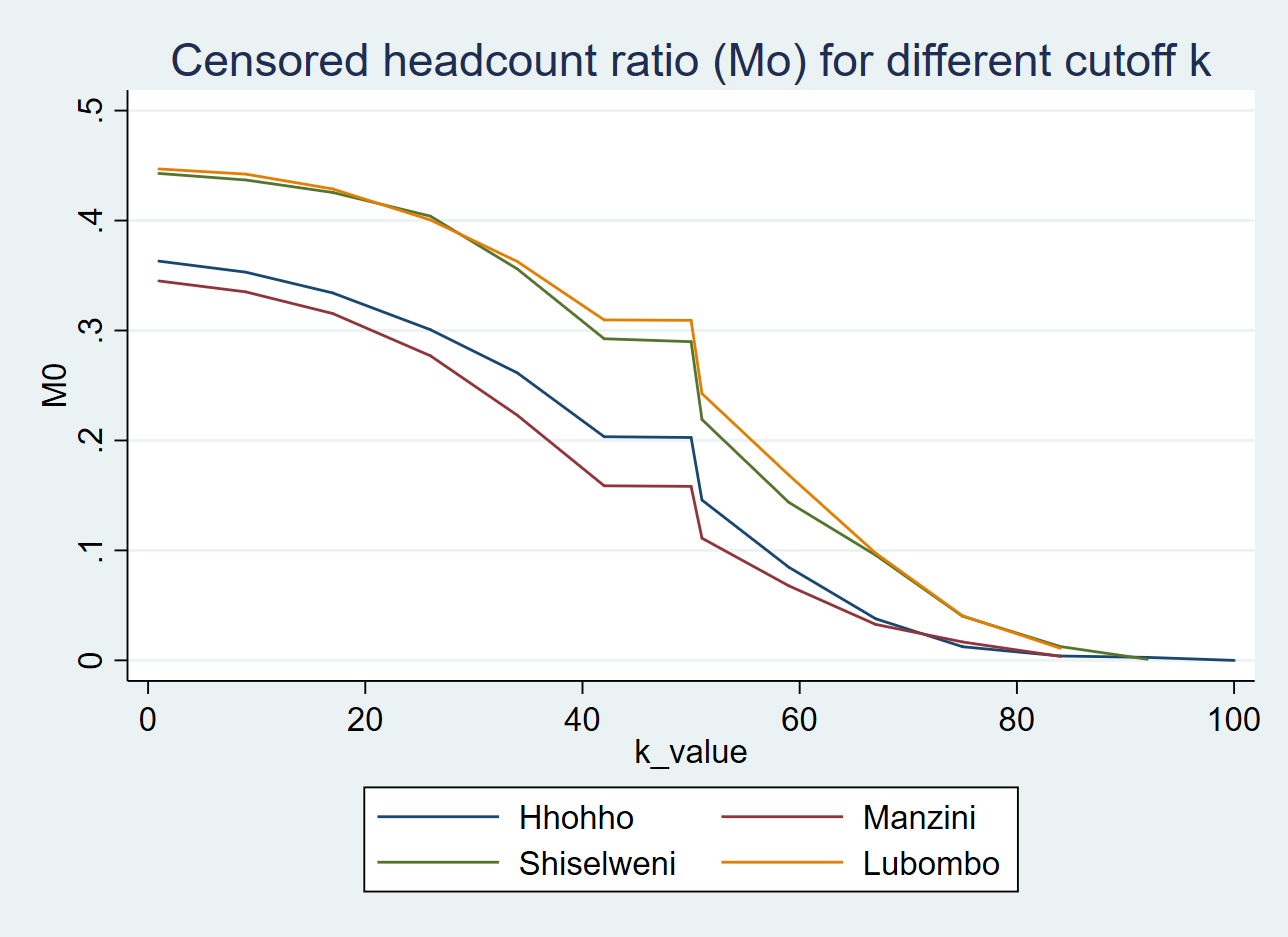 Censored headcount ratio (Mo) for different cutoff k
.5
.4
.3
.2
.1
0
M0
0 20 40 60 80 100
k_value
Hhohho Manzini
Shiselweni Lubombo